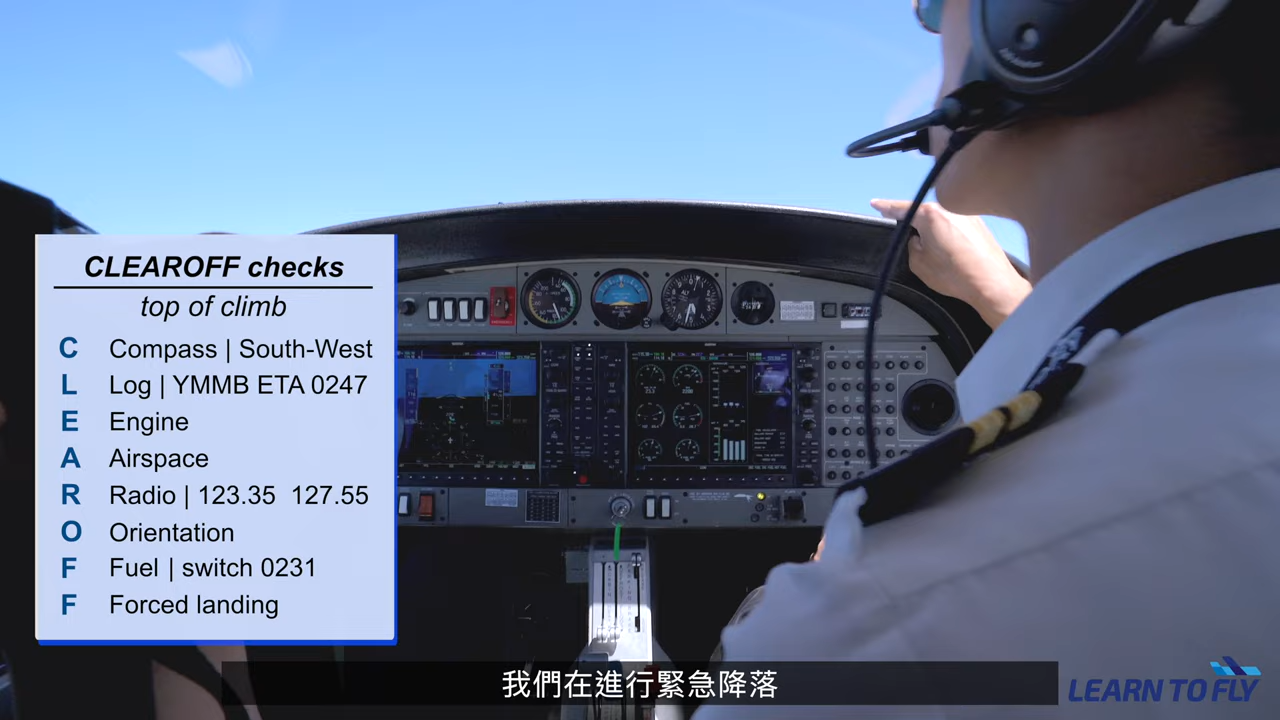 CLEAROFF checks
top of climb
C Compass | South-West
L Log | YMMB ETA 0247
E Engine
A Airspace
R Radio | 123.35 127.55
O Orientation
F Fuel | switch 0231
F Forced landing
我們在進行緊急降落
LEARN TO FLY